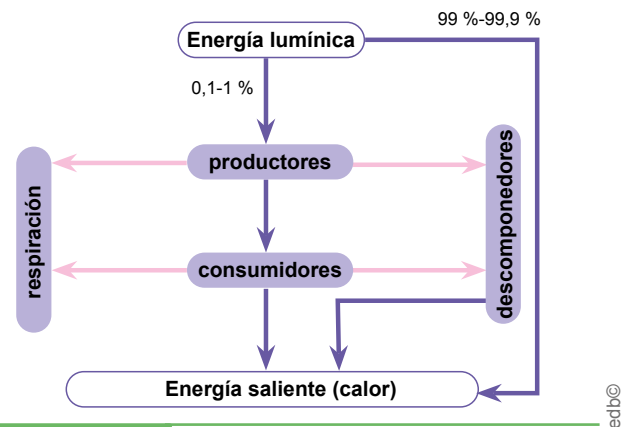 99 %-99,9 %
Energía lumínica
0,1-1 %
productores
respiración
descomponedores
consumidores
Energía saliente (calor)
edb©